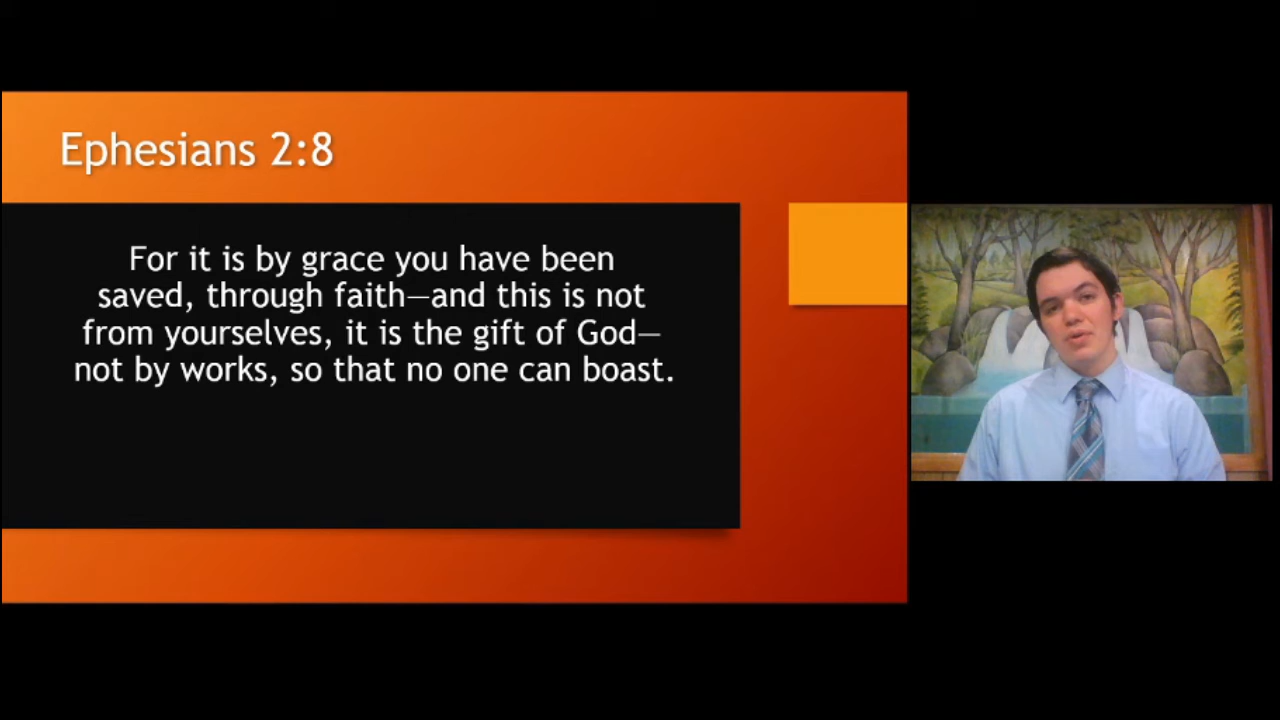 Ephesians 2:8
For it is by grace you have been
saved, through faith—and this is not
from yourselves, it is the gift of God—
not by works, so that no one can boast.